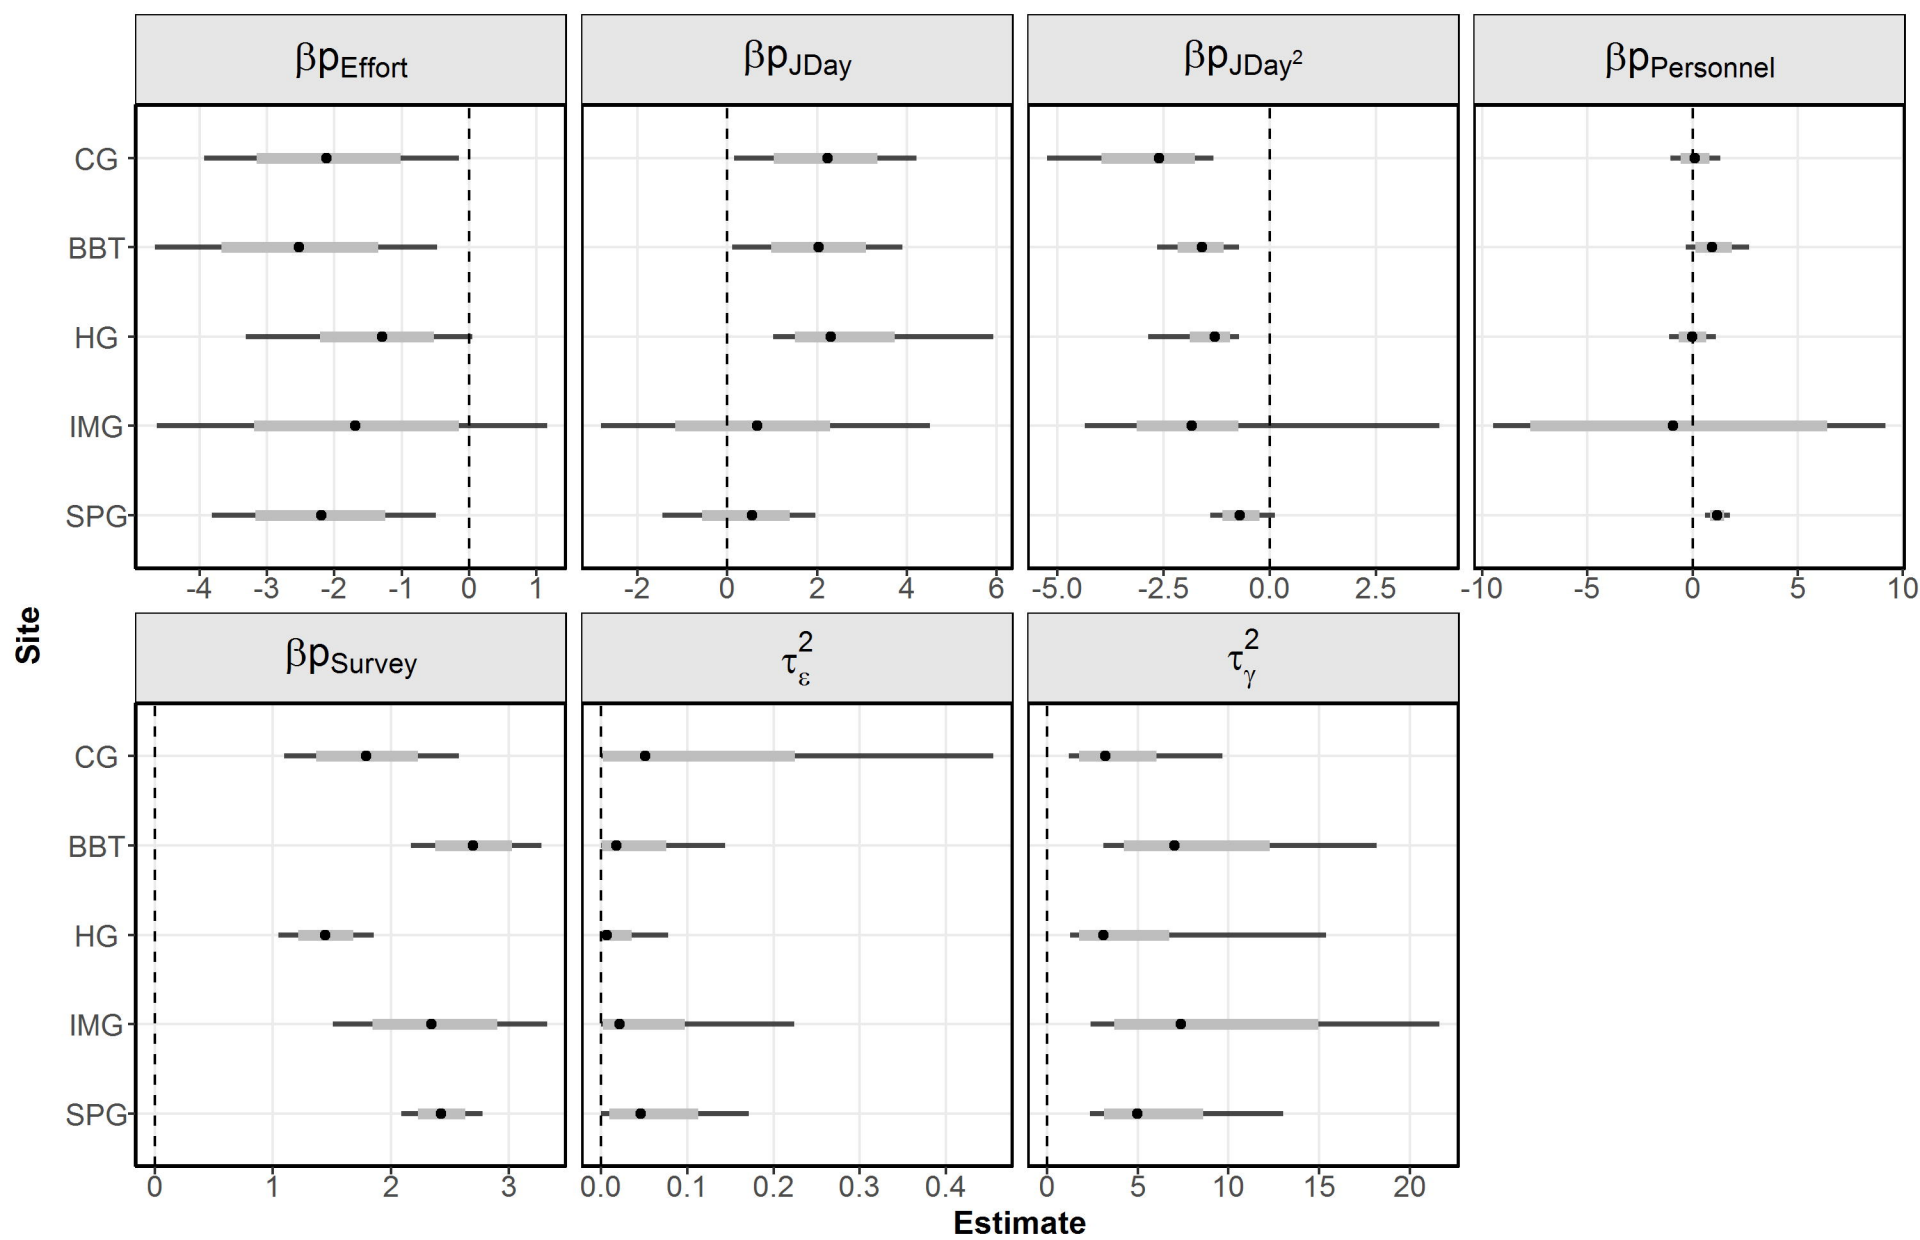 βpEffort βpJDay βpJDay² βpPersonnel
CG
BBT
HG
IMG
SPG
-4 -3 -2 -1 0 1 -2 0 2 4 6 -5.0 -2.5 0.0 2.5 -10 -5 0 5 10
Site
βpSurvey τ²ε τ²γ
CG
BBT
HG
IMG
SPG
0 1 2 3 0.0 0.1 0.2 0.3 0.4 0 5 10 15 20
Estimate